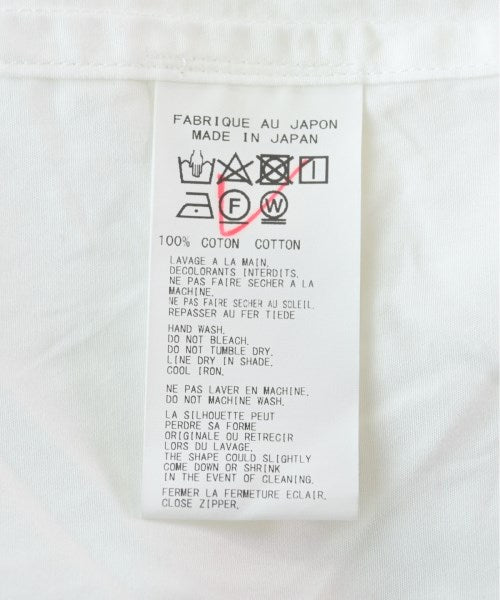 FABRIQUE AU JAPON
MADE IN JAPAN
F W
100% COTON COTTON
LAVAGE A LA MAIN.
DECOLORANTS INTERDITS.
NE PAS FAIRE SECHER A LA
MACHINE.
NE PAS FAIRE SECHER AU SOLEIL.
REPASSER AU FER TIEDE
HAND WASH.
DO NOT BLEACH.
DO NOT TUMBLE DRY.
LINE DRY IN SHADE.
COOL IRON.
NE PAS LAVER EN MACHINE.
DO NOT MACHINE WASH.
LA SILHOUETTE PEUT
PERDRE SA FORME
ORIGINALE OU RETRECIR
LORS DU LAVAGE.
THE SHAPE COULD SLIGHTLY
COME DOWN OR SHRINK
IN THE EVENT OF CLEANING.
FERMER LA FERMETURE ECLAIR.
CLOSE ZIPPER.